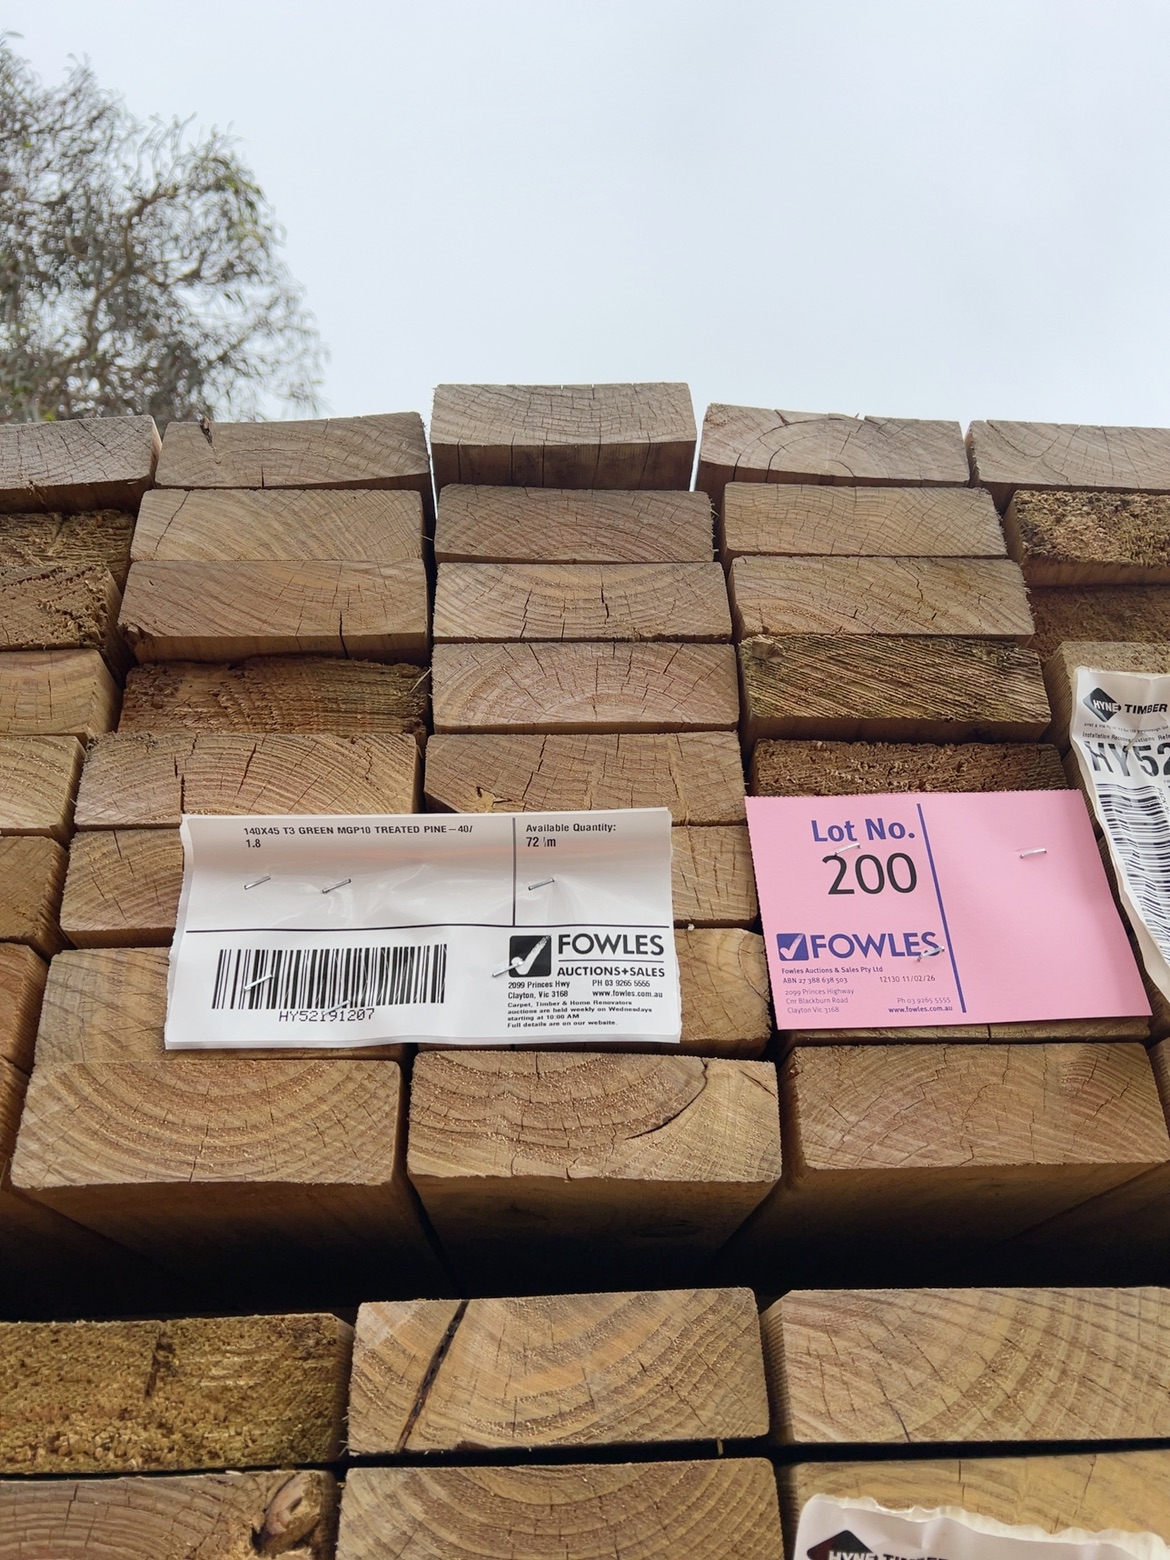 140X45 T3 GREEN MGP10 TREATED PINE – 40/
1.8
Available Quantity:
72 lm
HY52191207
FOWLES
AUCTIONS+SALES
2099 Princes Hwy PH 03 9265 5555
Clayton, Vic 3168 www.fowles.com.au
Carpet, Timber & Home Renovators
auctions are held weekly on Wednesdays
starting at 10:00 AM
Full details are on our website.
Lot No.
200
FOWLES
Fowles Auctions & Sales Pty Ltd
ABN 27 388 638 503 12130 11/02/26
2099 Princes Highway
Cnr Blackburn Road Ph 03 9265 5555
Clayton Vic 3168 www.fowles.com.au
HYNE TIMBER
HY52
HYNE TIMBER